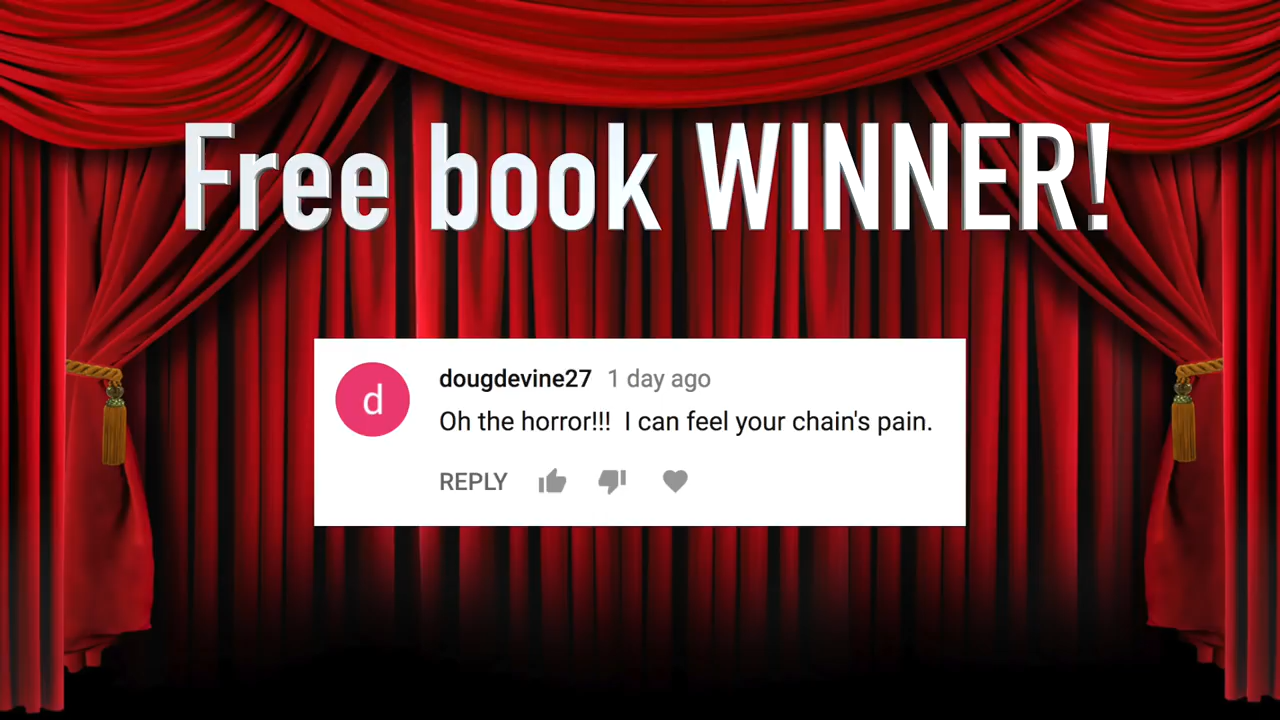 Free book WINNER!
d
dougdevine27 1 day ago
Oh the horror!!!  I can feel your chain's pain.
REPLY